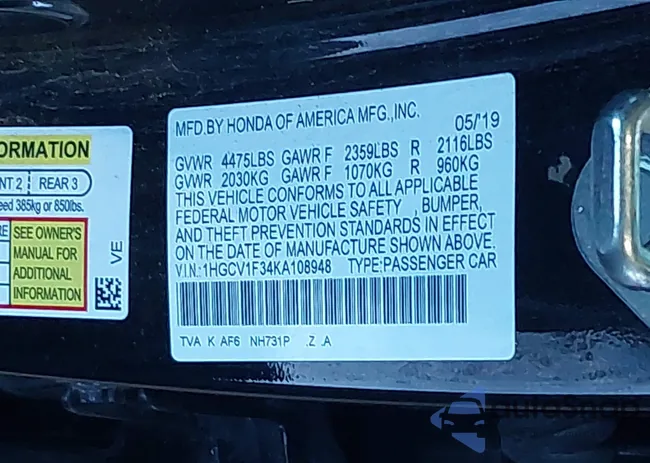 ORMATION
NT 2 REAR 3
eed 385kg or 850lbs.
RE
SEE OWNER'S
MANUAL FOR
ADDITIONAL
INFORMATION
VE
MFD.BY HONDA OF AMERICA MFG.,INC. 05/'19
GVWR 4475LBS GAWR F 2359LBS R 2116LBS
GVWR 2030KG GAWR F 1070KG R 960KG
THIS VEHICLE CONFORMS TO ALL APPLICABLE
FEDERAL MOTOR VEHICLE SAFETY , BUMPER,
AND THEFT PREVENTION STANDARDS IN EFFECT
ON THE DATE OF MANUFACTURE SHOWN ABOVE.
V.I.N.:1HGCV1F34KA108948 TYPE:PASSENGER CAR
TVA K AF6 NH731P .Z .A